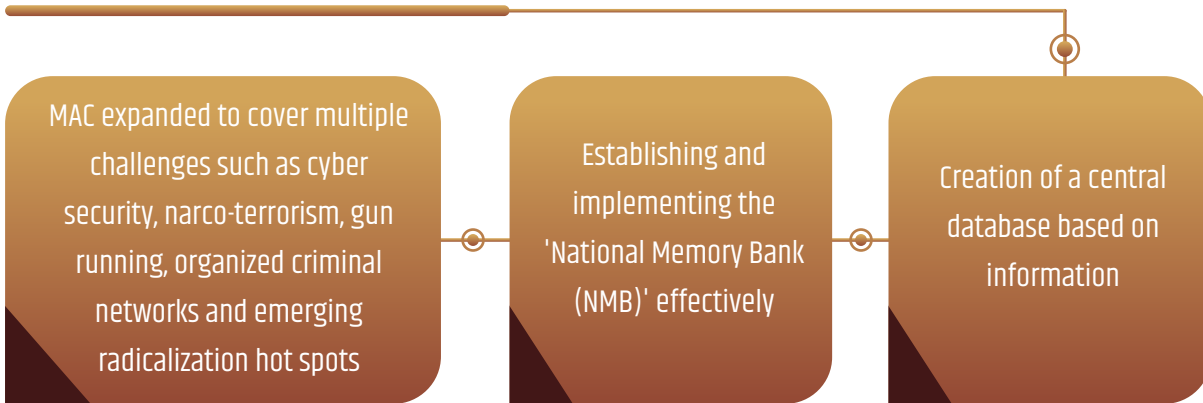 MAC expanded to cover multiple
challenges such as cyber
security, narco-terrorism, gun
running, organized criminal
networks and emerging
radicalization hot spots
Establishing and
implementing the
'National Memory Bank
(NMB)' effectively
Creation of a central
database based on
information